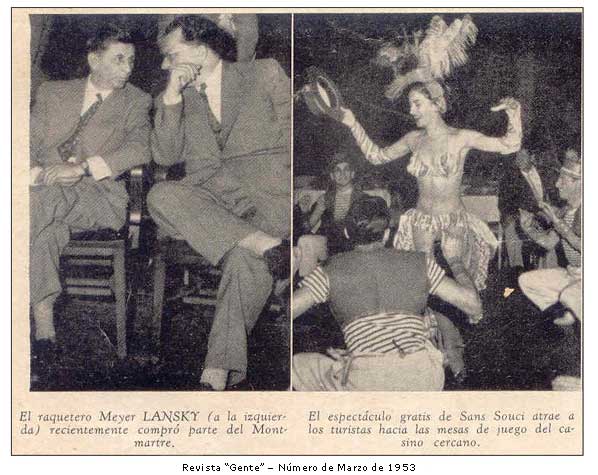 El raquetero Meyer LANSKY (a la izquier-
da) recientemente compró parte del Mont-
martre.
El espectáculo gratis de Sans Souci atrae a
los turistas hacia las mesas de juego del ca-
sino cercano.
Revista "Gente" – Número de Marzo de 1953